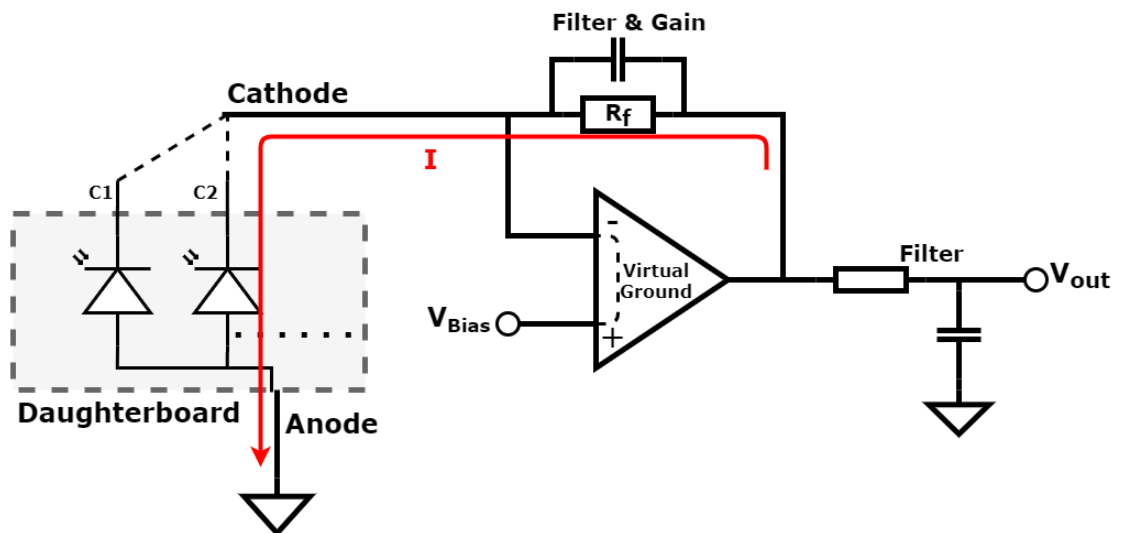 Filter & Gain
Cathode
Rf
I
C1
C2
-
Virtual
Ground
Filter
Vout
VBias
+
Daughterboard
Anode